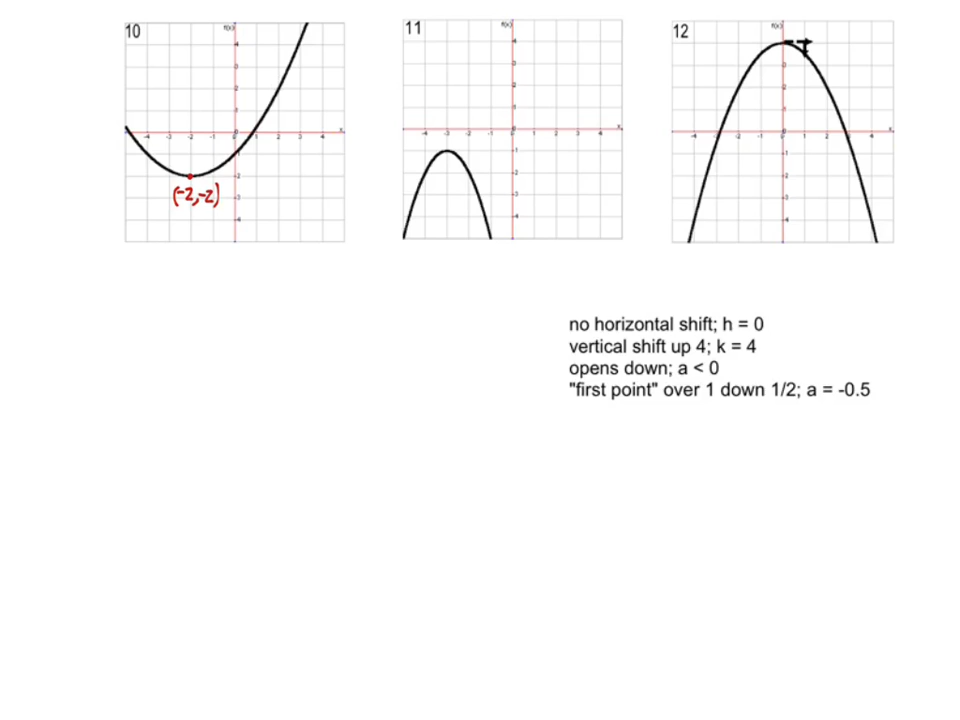 10
11
12
f(x)
f(x)
f(x)
(-2,-2)
no horizontal shift; h = 0
vertical shift up 4; k = 4
opens down; a < 0
"first point" over 1 down 1/2; a = -0.5